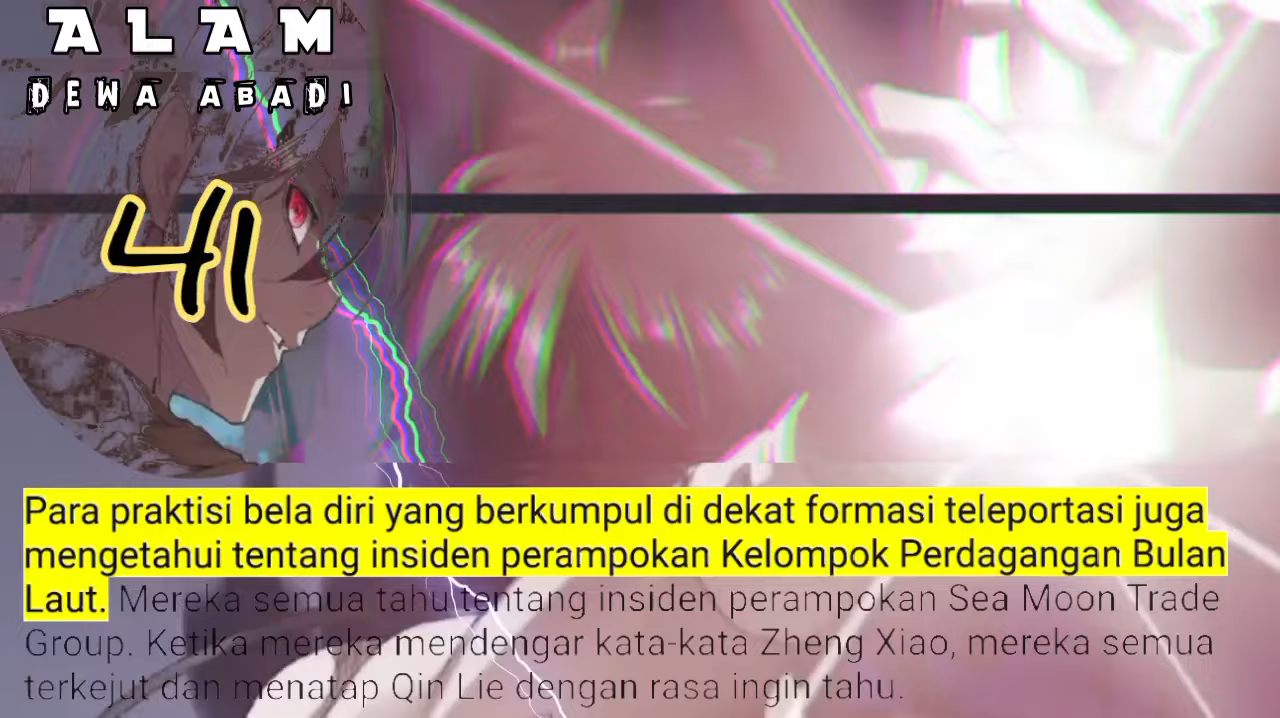 ALAM
DEWA ABADI
41
Para praktisi bela diri yang berkumpul di dekat formasi teleportasi juga
mengetahui tentang insiden perampokan Kelompok Perdagangan Bulan
Laut. Mereka semua tahu tentang insiden perampokan Sea Moon Trade
Group. Ketika mereka mendengar kata-kata Zheng Xiao, mereka semua
terkejut dan menatap Qin Lie dengan rasa ingin tahu.